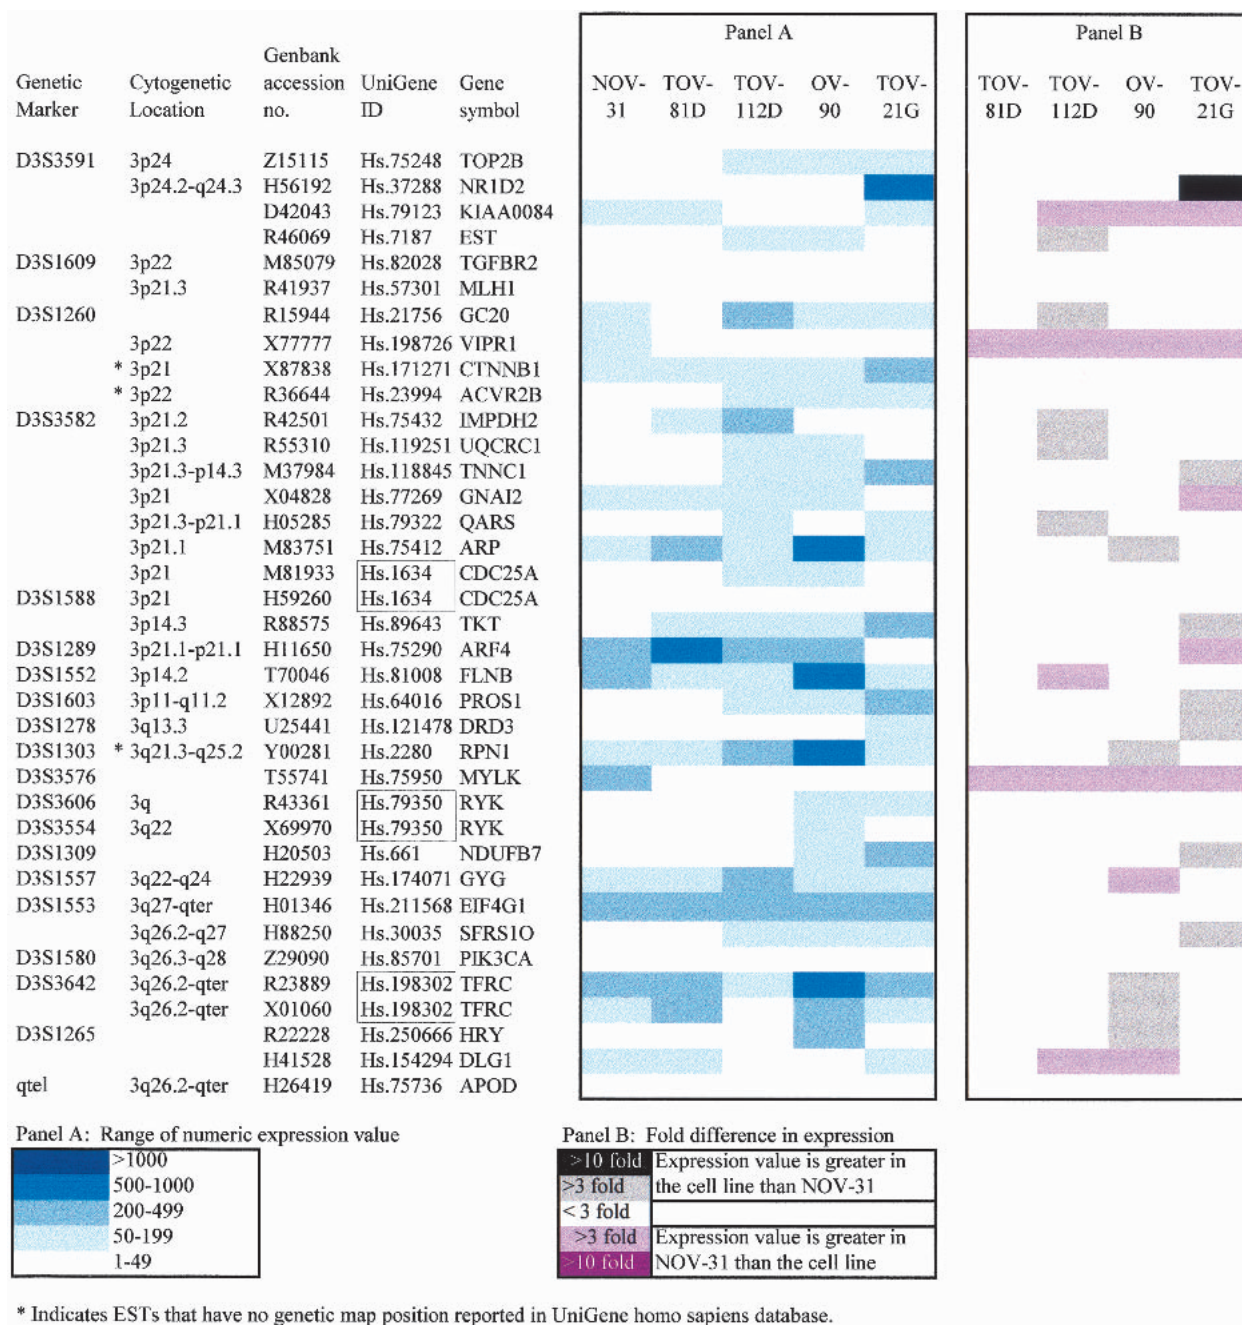 Panel A
Panel B
Genetic Marker
Cytogenetic Location
Genbank accession no.
UniGene ID
Gene symbol
NOV-31 TOV-81D TOV-112D OV-90 TOV-21G
TOV-81D TOV-112D OV-90 TOV-21G
D3S3591 3p24 Z15115 Hs.75248 TOP2B
3p24.2-q24.3 H56192 Hs.37288 NR1D2
D42043 Hs.79123 KIAA0084
R46069 Hs.7187 EST
D3S1609 3p22 M85079 Hs.82028 TGFBR2
3p21.3 R41937 Hs.57301 MLH1
D3S1260 R15944 Hs.21756 GC20
3p22 X77777 Hs.198726 VIPR1
* 3p21 X87838 Hs.171271 CTNNB1
* 3p22 R36644 Hs.23994 ACVR2B
D3S3582 3p21.2 R42501 Hs.75432 IMPDH2
3p21.3 R55310 Hs.119251 UQCRC1
3p21.3-p14.3 M37984 Hs.118845 TNNC1
3p21 X04828 Hs.77269 GNAI2
3p21.3-p21.1 H05285 Hs.79322 QARS
3p21.1 M83751 Hs.75412 ARP
3p21 M81933 Hs.1634 CDC25A
D3S1588 3p21 H59260 Hs.1634 CDC25A
3p14.3 R88575 Hs.89643 TKT
D3S1289 3p21.1-p21.1 H11650 Hs.75290 ARF4
D3S1552 3p14.2 T70046 Hs.81008 FLNB
D3S1603 3p11-q11.2 X12892 Hs.64016 PROS1
D3S1278 3q13.3 U25441 Hs.121478 DRD3
D3S1303 * 3q21.3-q25.2 Y00281 Hs.2280 RPN1
D3S3576 T55741 Hs.75950 MYLK
D3S3606 3q R43361 Hs.79350 RYK
D3S3554 3q22 X69970 Hs.79350 RYK
D3S1309 H20503 Hs.661 NDUFB7
D3S1557 3q22-q24 H22939 Hs.174071 GYG
D3S1553 3q27-qter H01346 Hs.211568 EIF4G1
3q26.2-q27 H88250 Hs.30035 SFRS1O
D3S1580 3q26.3-q28 Z29090 Hs.85701 PIK3CA
D3S3642 3q26.2-qter R23889 Hs.198302 TFRC
3q26.2-qter X01060 Hs.198302 TFRC
D3S1265 R22228 Hs.250666 HRY
H41528 Hs.154294 DLG1
qtel 3q26.2-qter H26419 Hs.75736 APOD
Panel A: Range of numeric expression value
>1000
500-1000
200-499
50-199
1-49
Panel B: Fold difference in expression
>10 fold Expression value is greater in
>3 fold the cell line than NOV-31
< 3 fold
>3 fold Expression value is greater in
>10 fold NOV-31 than the cell line
* Indicates ESTs that have no genetic map position reported in UniGene homo sapiens database.